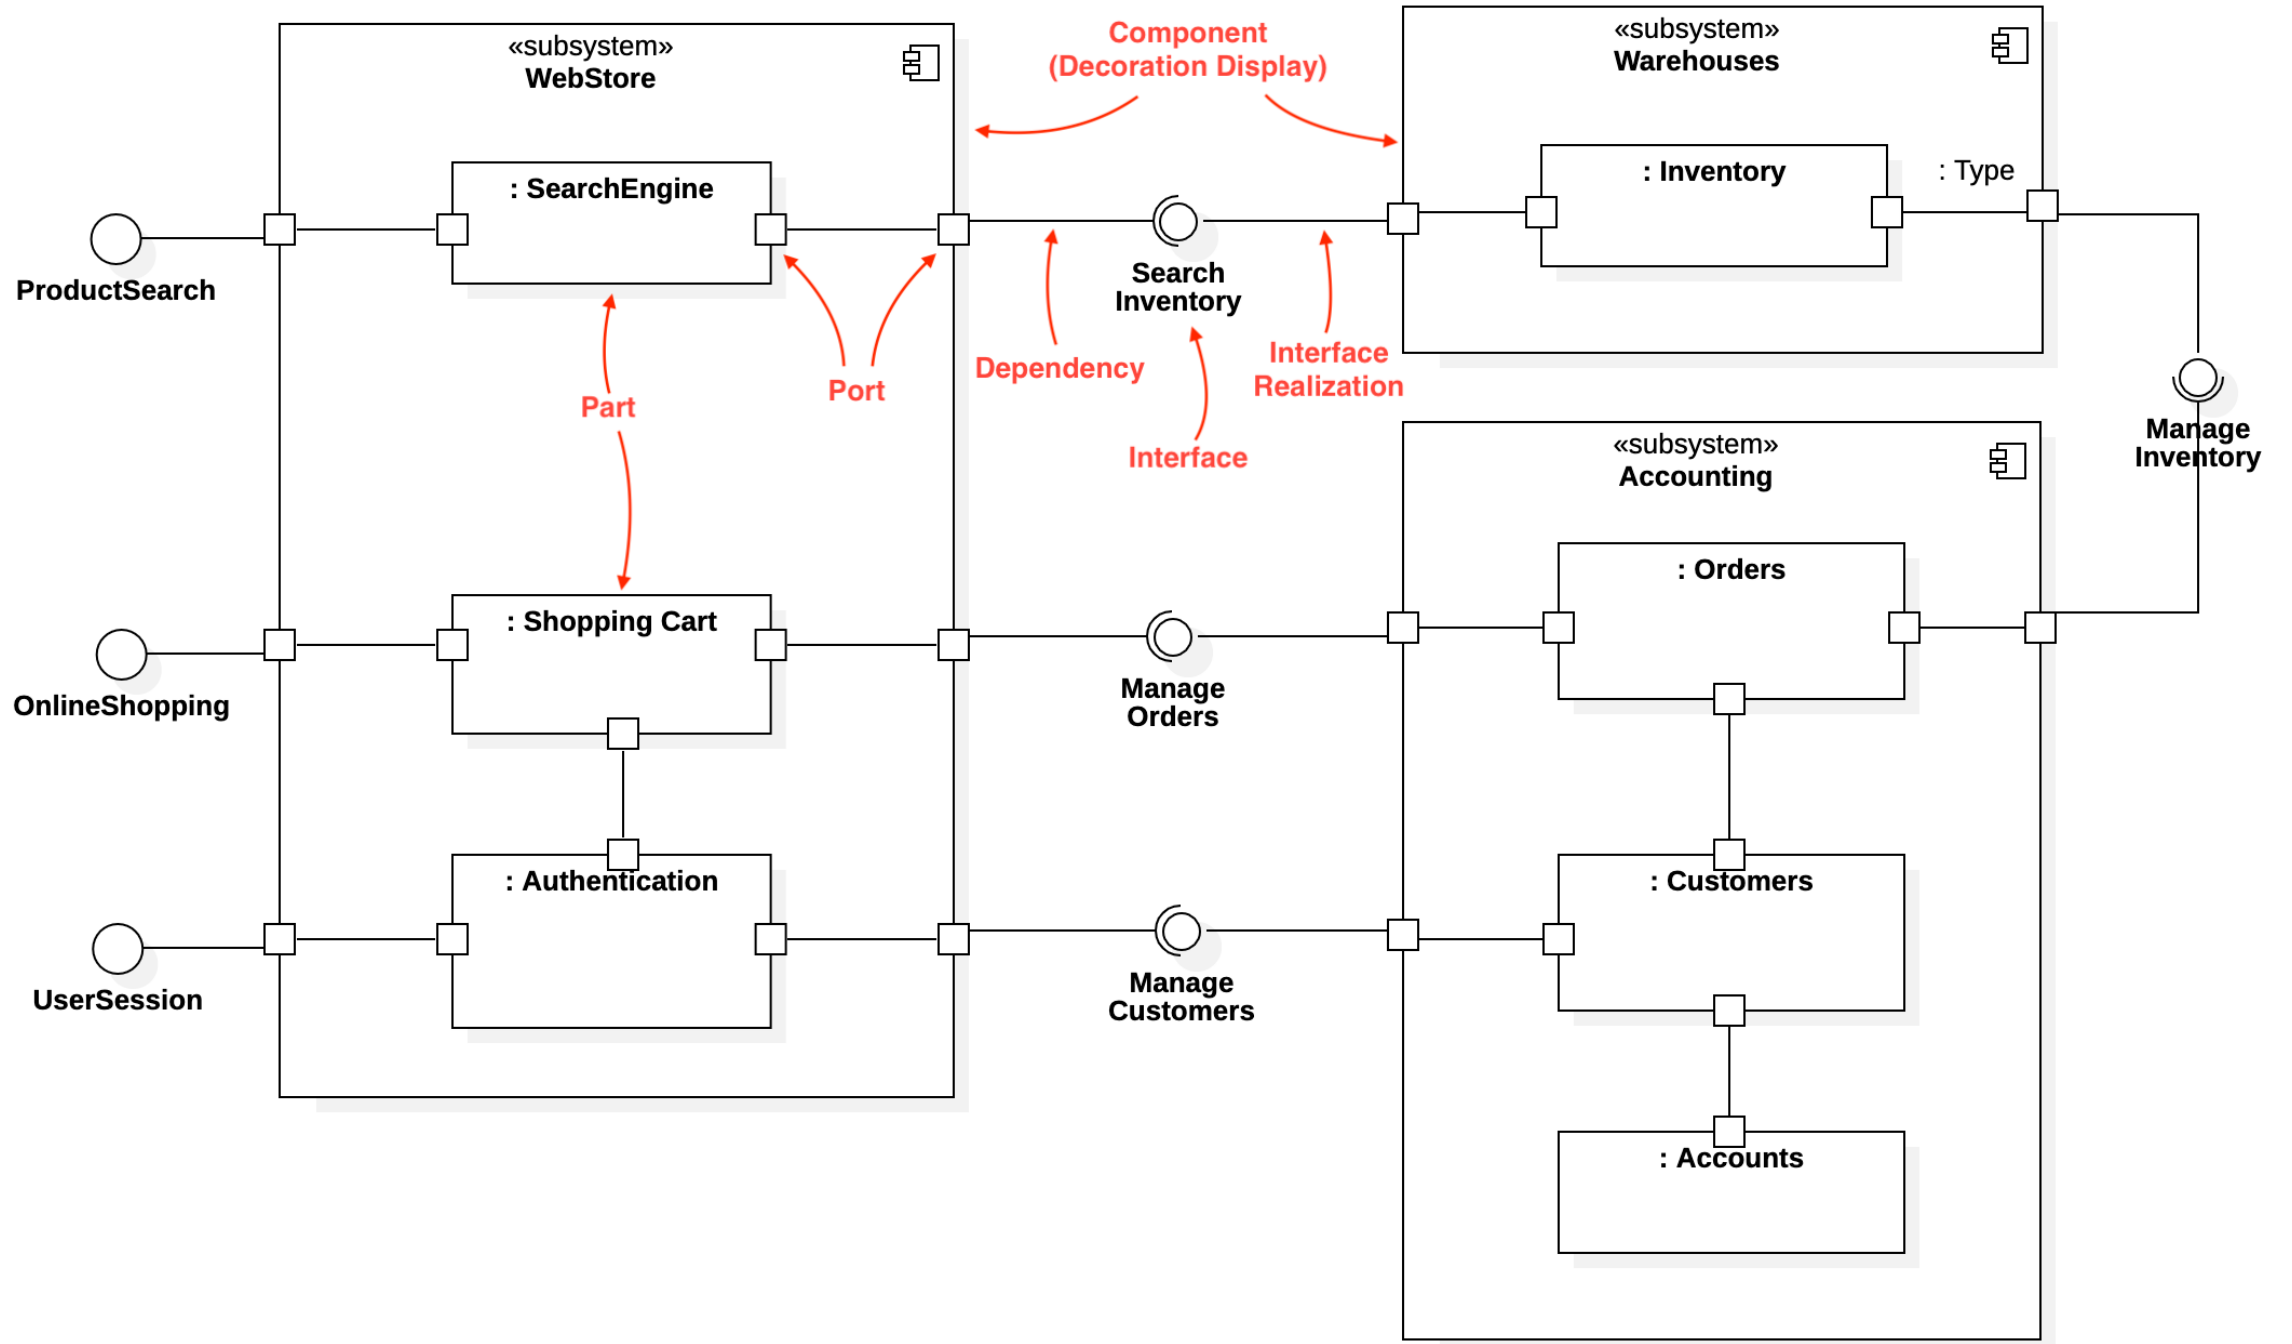 «subsystem»
WebStore
Component
(Decoration Display)
«subsystem»
Warehouses
: SearchEngine
: Inventory
: Type
ProductSearch
Search
Inventory
Dependency
Interface
Realization
Port
Part
Interface
Manage
Inventory
«subsystem»
Accounting
: Orders
: Shopping Cart
OnlineShopping
Manage
Orders
: Authentication
: Customers
UserSession
Manage
Customers
: Accounts